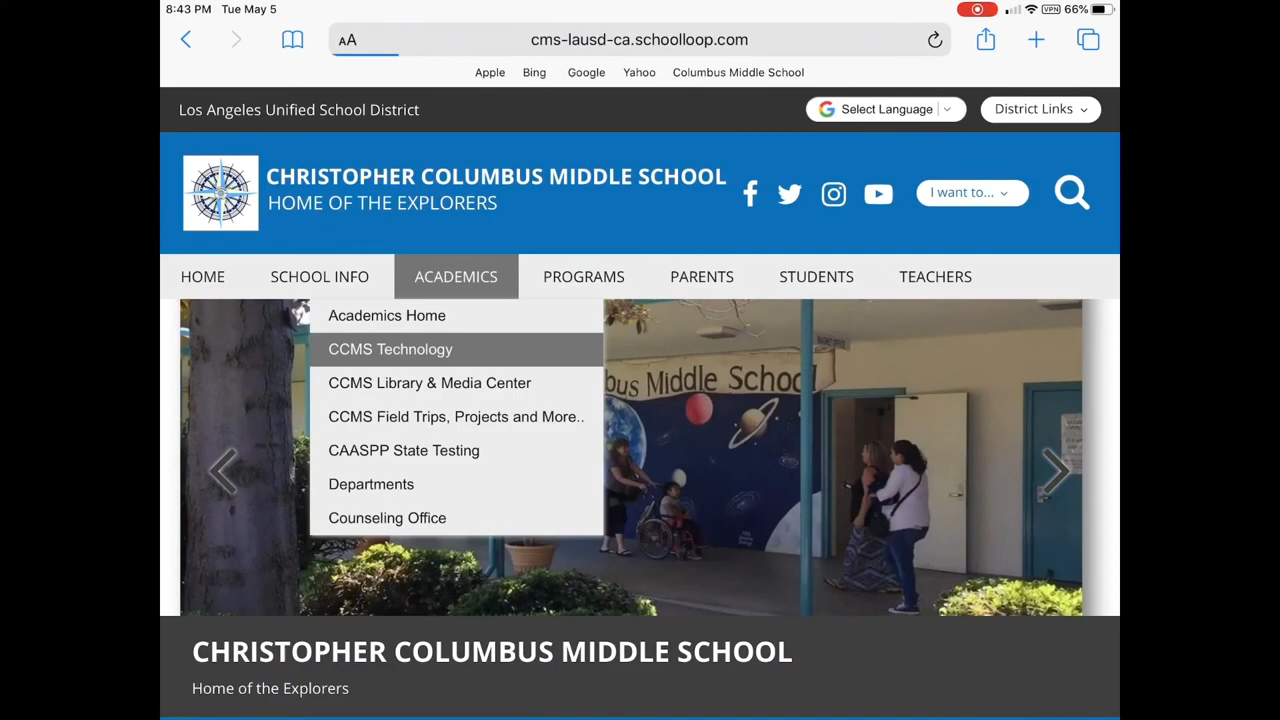 8:43 PM Tue May 5
VPN 66%
AA cms-lausd-ca.schoolloop.com
Apple Bing Google Yahoo Columbus Middle School
Los Angeles Unified School District
Select Language
District Links
CHRISTOPHER COLUMBUS MIDDLE SCHOOL
HOME OF THE EXPLORERS
I want to...
HOME SCHOOL INFO ACADEMICS PROGRAMS PARENTS STUDENTS TEACHERS
Academics Home
CCMS Technology
CCMS Library & Media Center
CCMS Field Trips, Projects and More..
CAASPP State Testing
Departments
Counseling Office
bus Middle School
CHRISTOPHER COLUMBUS MIDDLE SCHOOL
Home of the Explorers